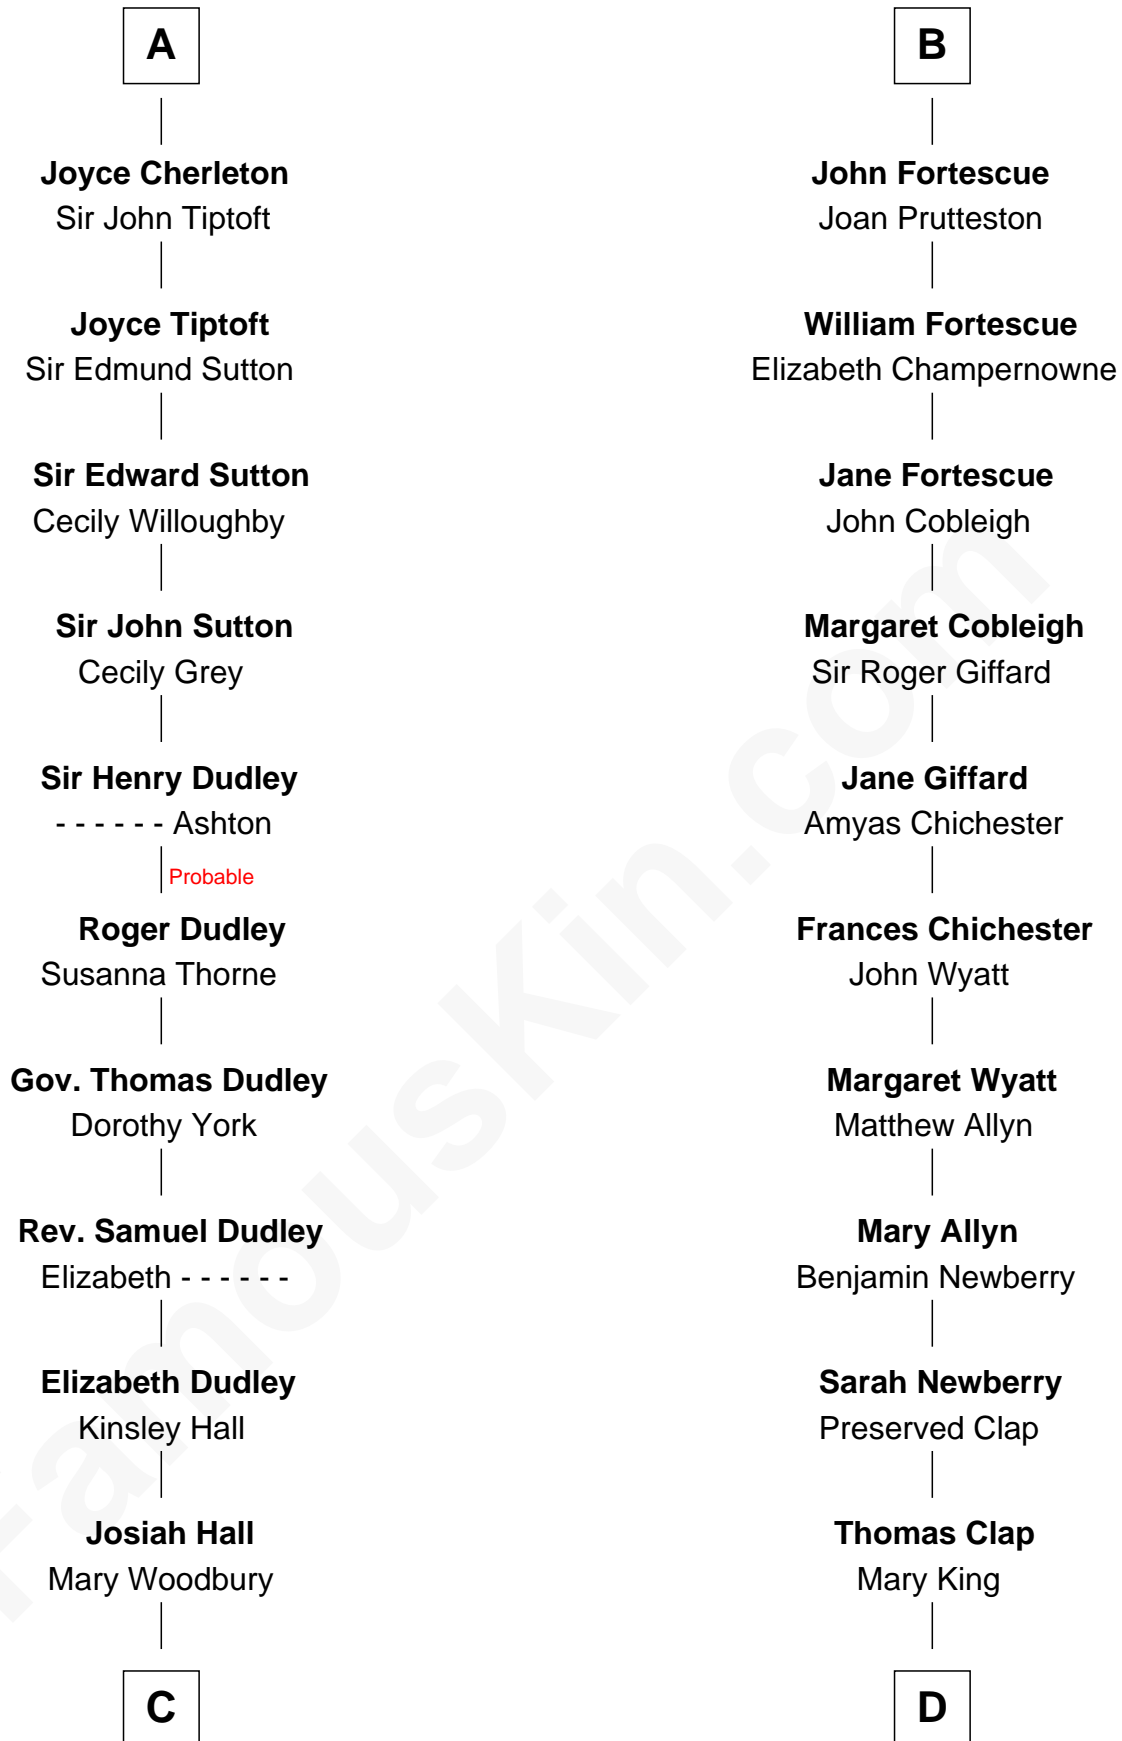 A
Joyce Cherleton
Sir John Tiptoft
Joyce Tiptoft
Sir Edmund Sutton
Sir Edward Sutton
Cecily Willoughby
Sir John Sutton
Cecily Grey
Sir Henry Dudley
- - - - - - Ashton
Probable
Roger Dudley
Susanna Thorne
Gov. Thomas Dudley
Dorothy York
Rev. Samuel Dudley
Elizabeth - - - - - -
Elizabeth Dudley
Kinsley Hall
Josiah Hall
Mary Woodbury
C
B
John Fortescue
Joan Prutteston
William Fortescue
Elizabeth Champernowne
Jane Fortescue
John Cobleigh
Margaret Cobleigh
Sir Roger Giffard
Jane Giffard
Amyas Chichester
Frances Chichester
John Wyatt
Margaret Wyatt
Matthew Allyn
Mary Allyn
Benjamin Newberry
Sarah Newberry
Preserved Clap
Thomas Clap
Mary King
D
FamousKin.com